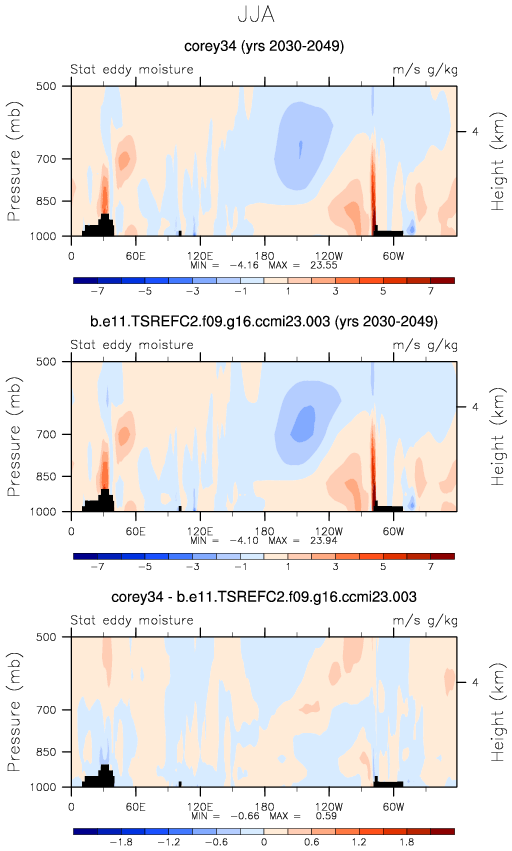 JJA
corey34 (yrs 2030-2049)
Stat eddy moisture m/s g/kg
500
700
850
1000
Pressure (mb)
4
Height (km)
0 60E 120E 180 120W 60W
MIN = -4.16 MAX = 23.55
-7 -5 -3 -1 1 3 5 7
b.e11.TSREFC2.f09.g16.ccmi23.003 (yrs 2030-2049)
Stat eddy moisture m/s g/kg
500
700
850
1000
Pressure (mb)
4
Height (km)
0 60E 120E 180 120W 60W
MIN = -4.10 MAX = 23.94
-7 -5 -3 -1 1 3 5 7
corey34 - b.e11.TSREFC2.f09.g16.ccmi23.003
Stat eddy moisture m/s g/kg
500
700
850
1000
Pressure (mb)
4
Height (km)
0 60E 120E 180 120W 60W
MIN = -0.66 MAX = 0.59
-1.8 -1.2 -0.6 0 0.6 1.2 1.8